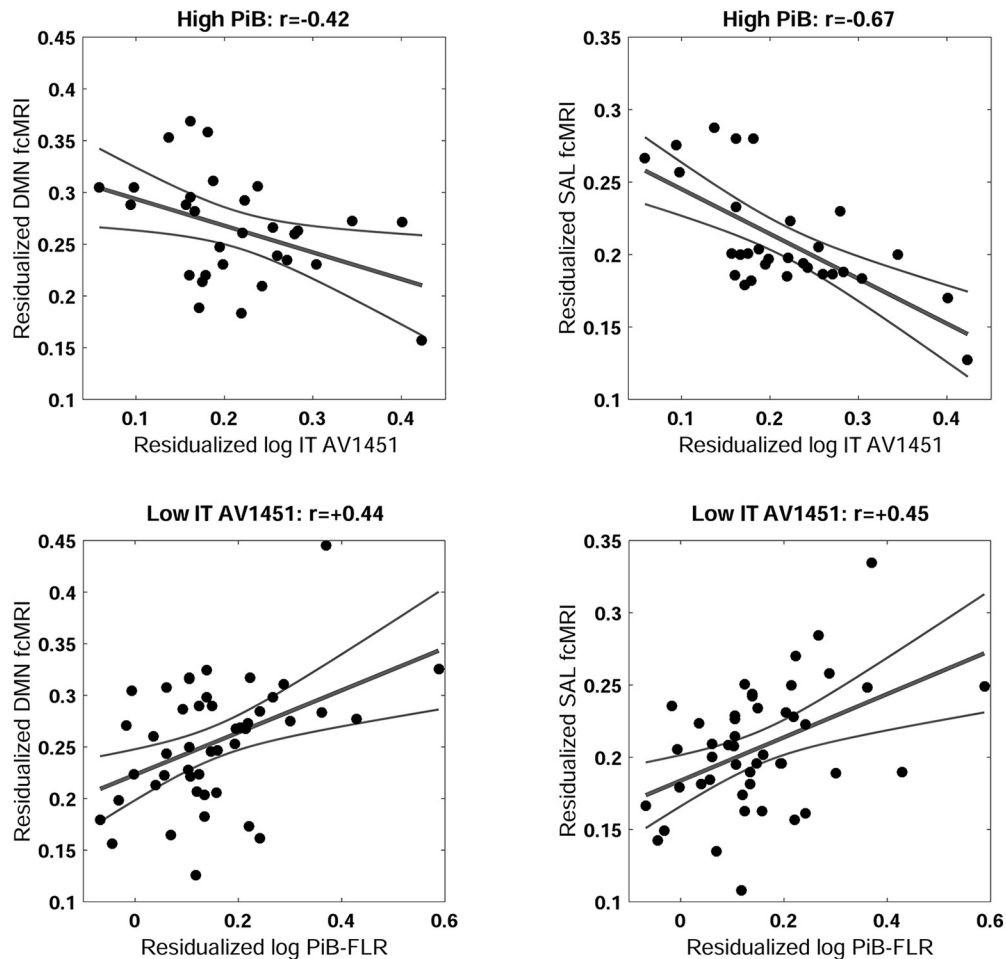 High PiB: r=-0.42
Residualized DMN fcMRI
0.45
0.4
0.35
0.3
0.25
0.2
0.15
0.1
0.1 0.2 0.3 0.4
Residualized log IT AV1451
High PiB: r=-0.67
Residualized SAL fcMRI
0.35
0.3
0.25
0.2
0.15
0.1
0.1 0.2 0.3 0.4
Residualized log IT AV1451
Low IT AV1451: r=+0.44
Residualized DMN fcMRI
0.45
0.4
0.35
0.3
0.25
0.2
0.15
0.1
0 0.2 0.4 0.6
Residualized log PiB-FLR
Low IT AV1451: r=+0.45
Residualized SAL fcMRI
0.35
0.3
0.25
0.2
0.15
0.1
0 0.2 0.4 0.6
Residualized log PiB-FLR